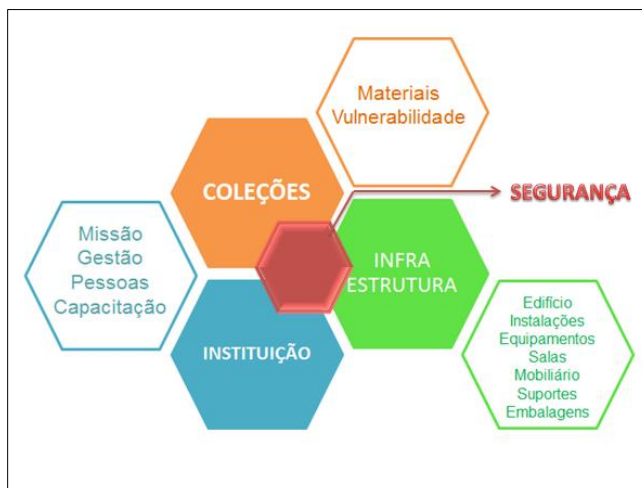 Materiais
Vulnerabilidade
COLEÇÕES
SEGURANÇA
Missão
Gestão
Pessoas
Capacitação
INFRA
ESTRUTURA
INSTITUIÇÃO
Edifício
Instalações
Equipamentos
Salas
Mobiliário
Suportes
Embalagens